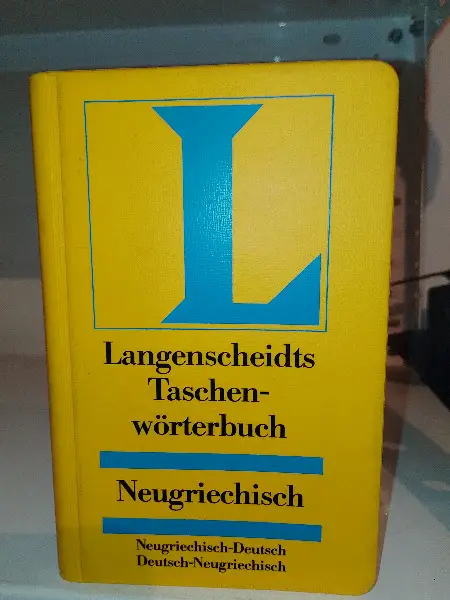 L
Langenscheidts
Taschen-
wörterbuch
Neugriechisch
Neugriechisch-Deutsch
Deutsch-Neugriechisch